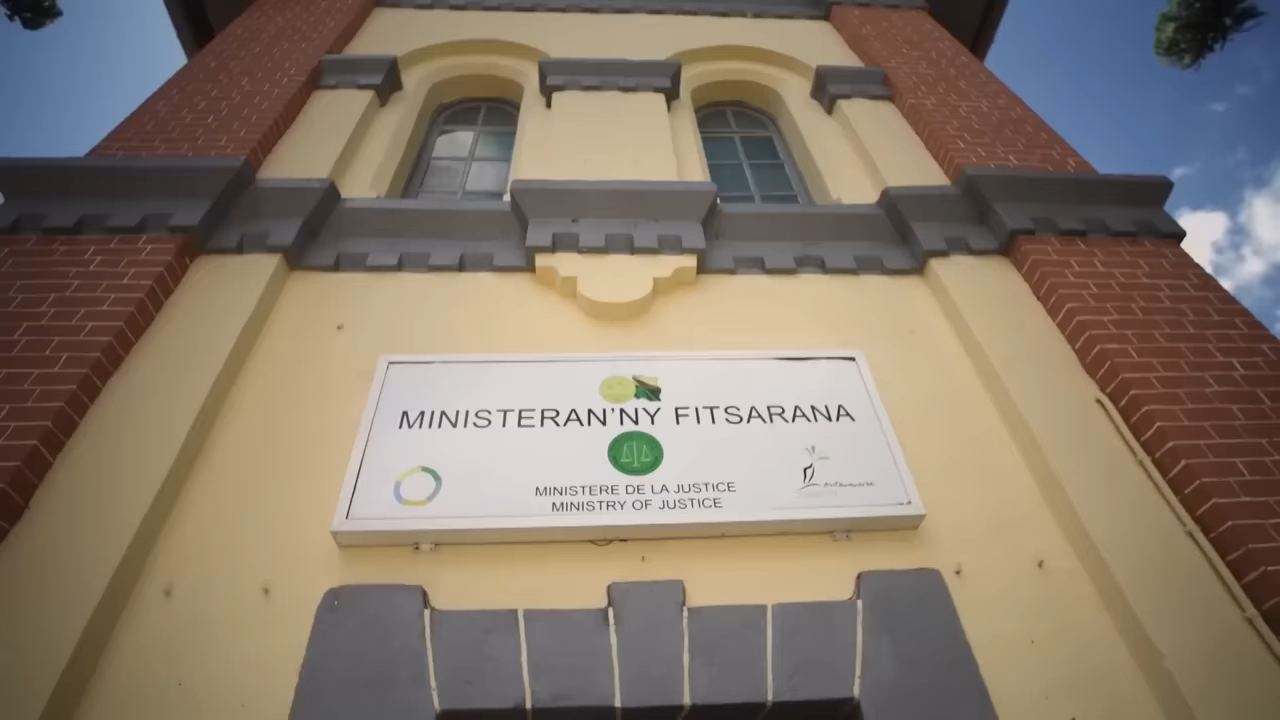 MINISTERAN'NY FITSARANA
MINISTERE DE LA JUSTICE
MINISTRY OF JUSTICE